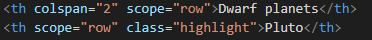 <th colspan="2" scope="row">Dwarf planets</th>
<th scope="row" class="highlight">Pluto</th>